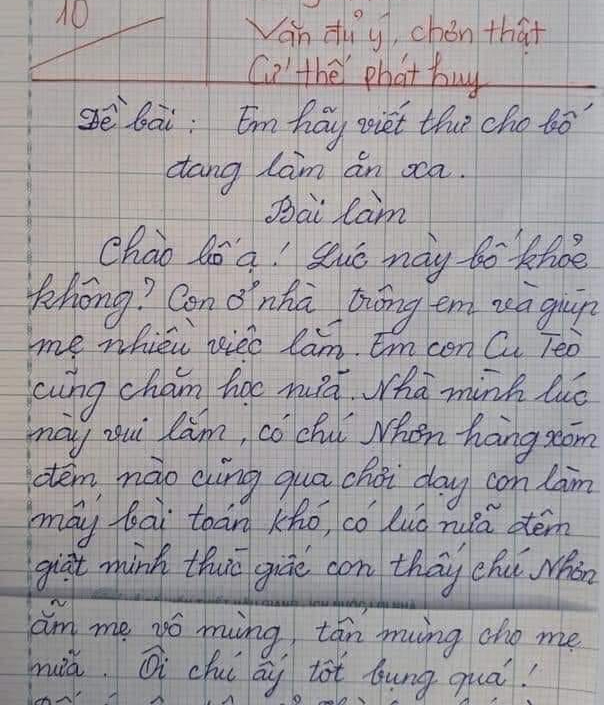 10
Văn đủ ý, chơn thật
Cứ thế phát huy
Đề bài: Em hãy viết thư cho bố
đang làm ăn xa.
Bài làm
Chào bố ạ! Lúc này bố khỏe
không? Con ở nhà trông em và giúp
mẹ nhiều việc lắm. Em con Cu Tèo
cũng chăm học nữa. Nhà mình lúc
này vui lắm, có chú Nhơn hàng xóm
đêm nào cũng qua chơi dạy con làm
mấy bài toán khó, có lúc nửa đêm
giật mình thức giấc con thấy chú Nhơn
ẵm mẹ vô mùng, tấn mùng cho mẹ
nữa. Ôi chú ấy tốt bụng quá!